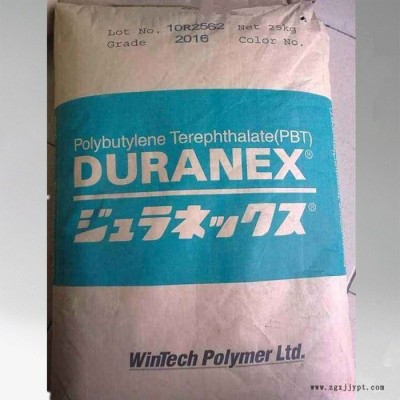 Lot No. 10R2562 Net 25kg
Grade 2016 Color No.
Polybutylene Terephthalate(PBT)
DURANEX®
ジュラネックス®
WinTech Polymer Ltd.
www.zgxjjypt.com